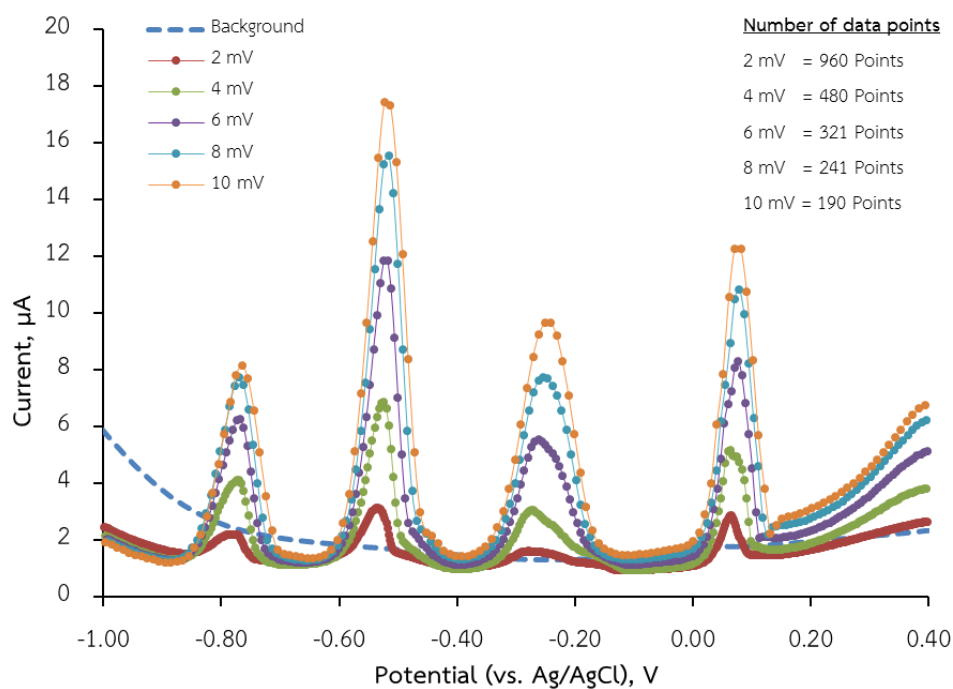 Background
2 mV
4 mV
6 mV
8 mV
10 mV
Number of data points
2 mV = 960 Points
4 mV = 480 Points
6 mV = 321 Points
8 mV = 241 Points
10 mV = 190 Points
Current, µA
20
18
16
14
12
10
8
6
4
2
0
-1.00 -0.80 -0.60 -0.40 -0.20 0.00 0.20 0.40
Potential (vs. Ag/AgCl), V